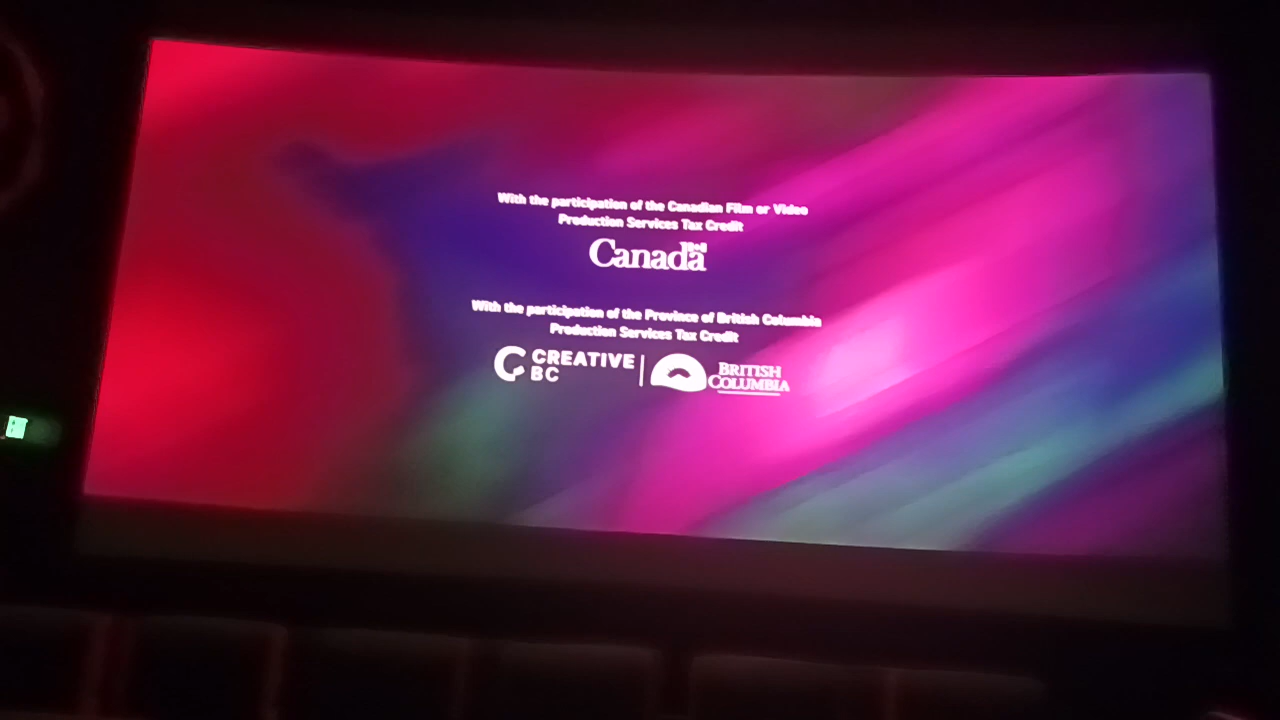 With the participation of the Canadian Film or Video
Production Services Tax Credit
Canada
With the participation of the Province of British Columbia
Production Services Tax Credit
CREATIVE
BC
BRITISH
COLUMBIA